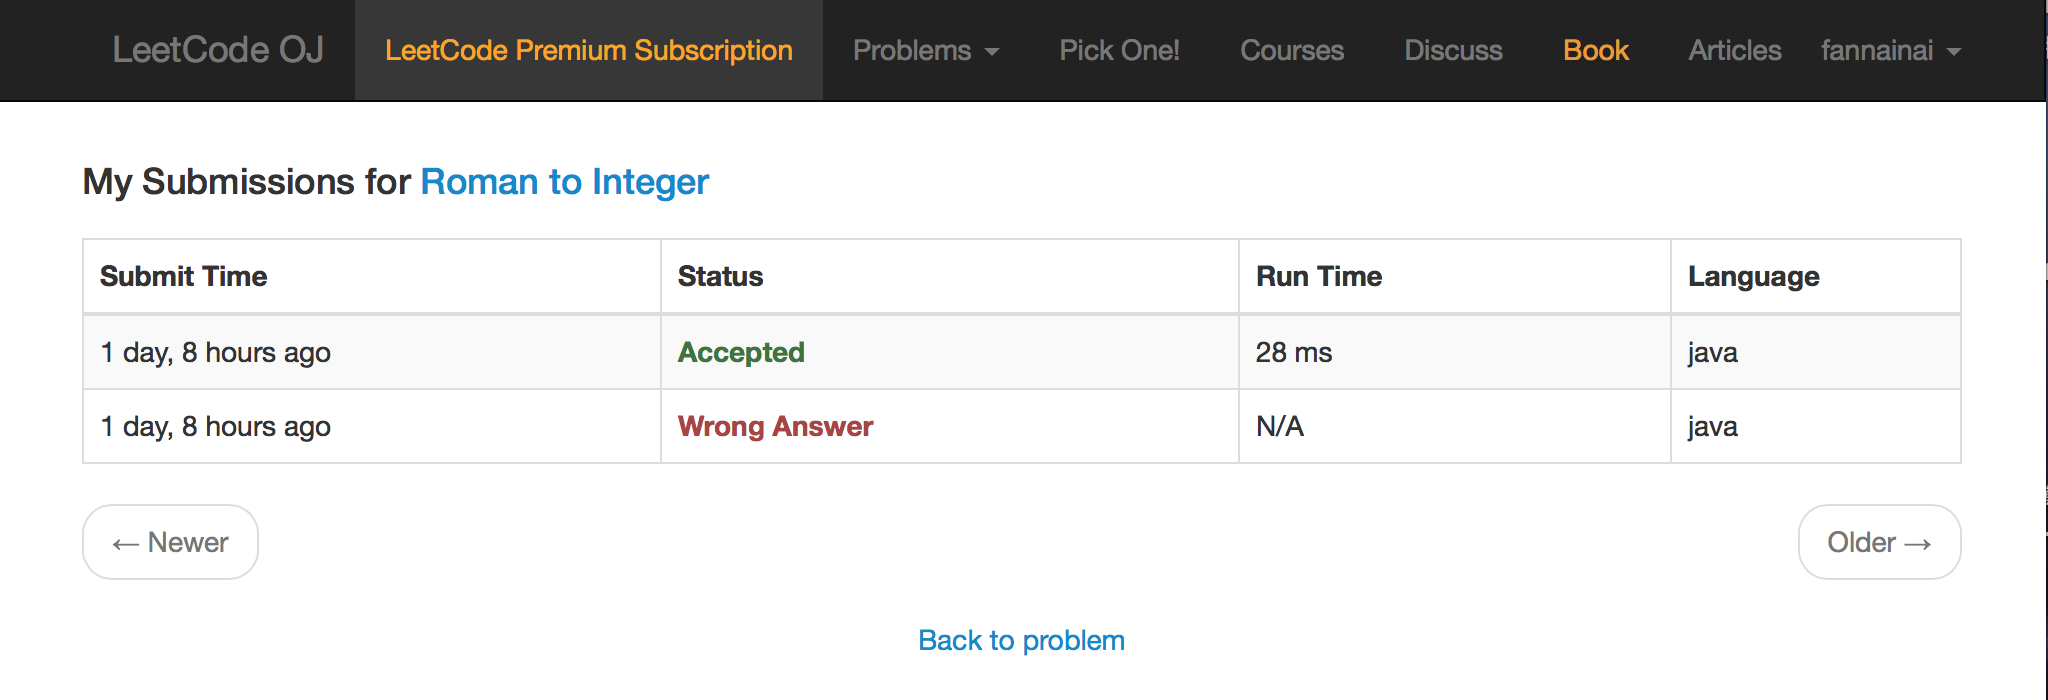 LeetCode OJ LeetCode Premium Subscription Problems Pick One! Courses Discuss Book Articles fannainai
My Submissions for Roman to Integer
Submit Time Status Run Time Language
1 day, 8 hours ago Accepted 28 ms java
1 day, 8 hours ago Wrong Answer N/A java
← Newer Older →
Back to problem